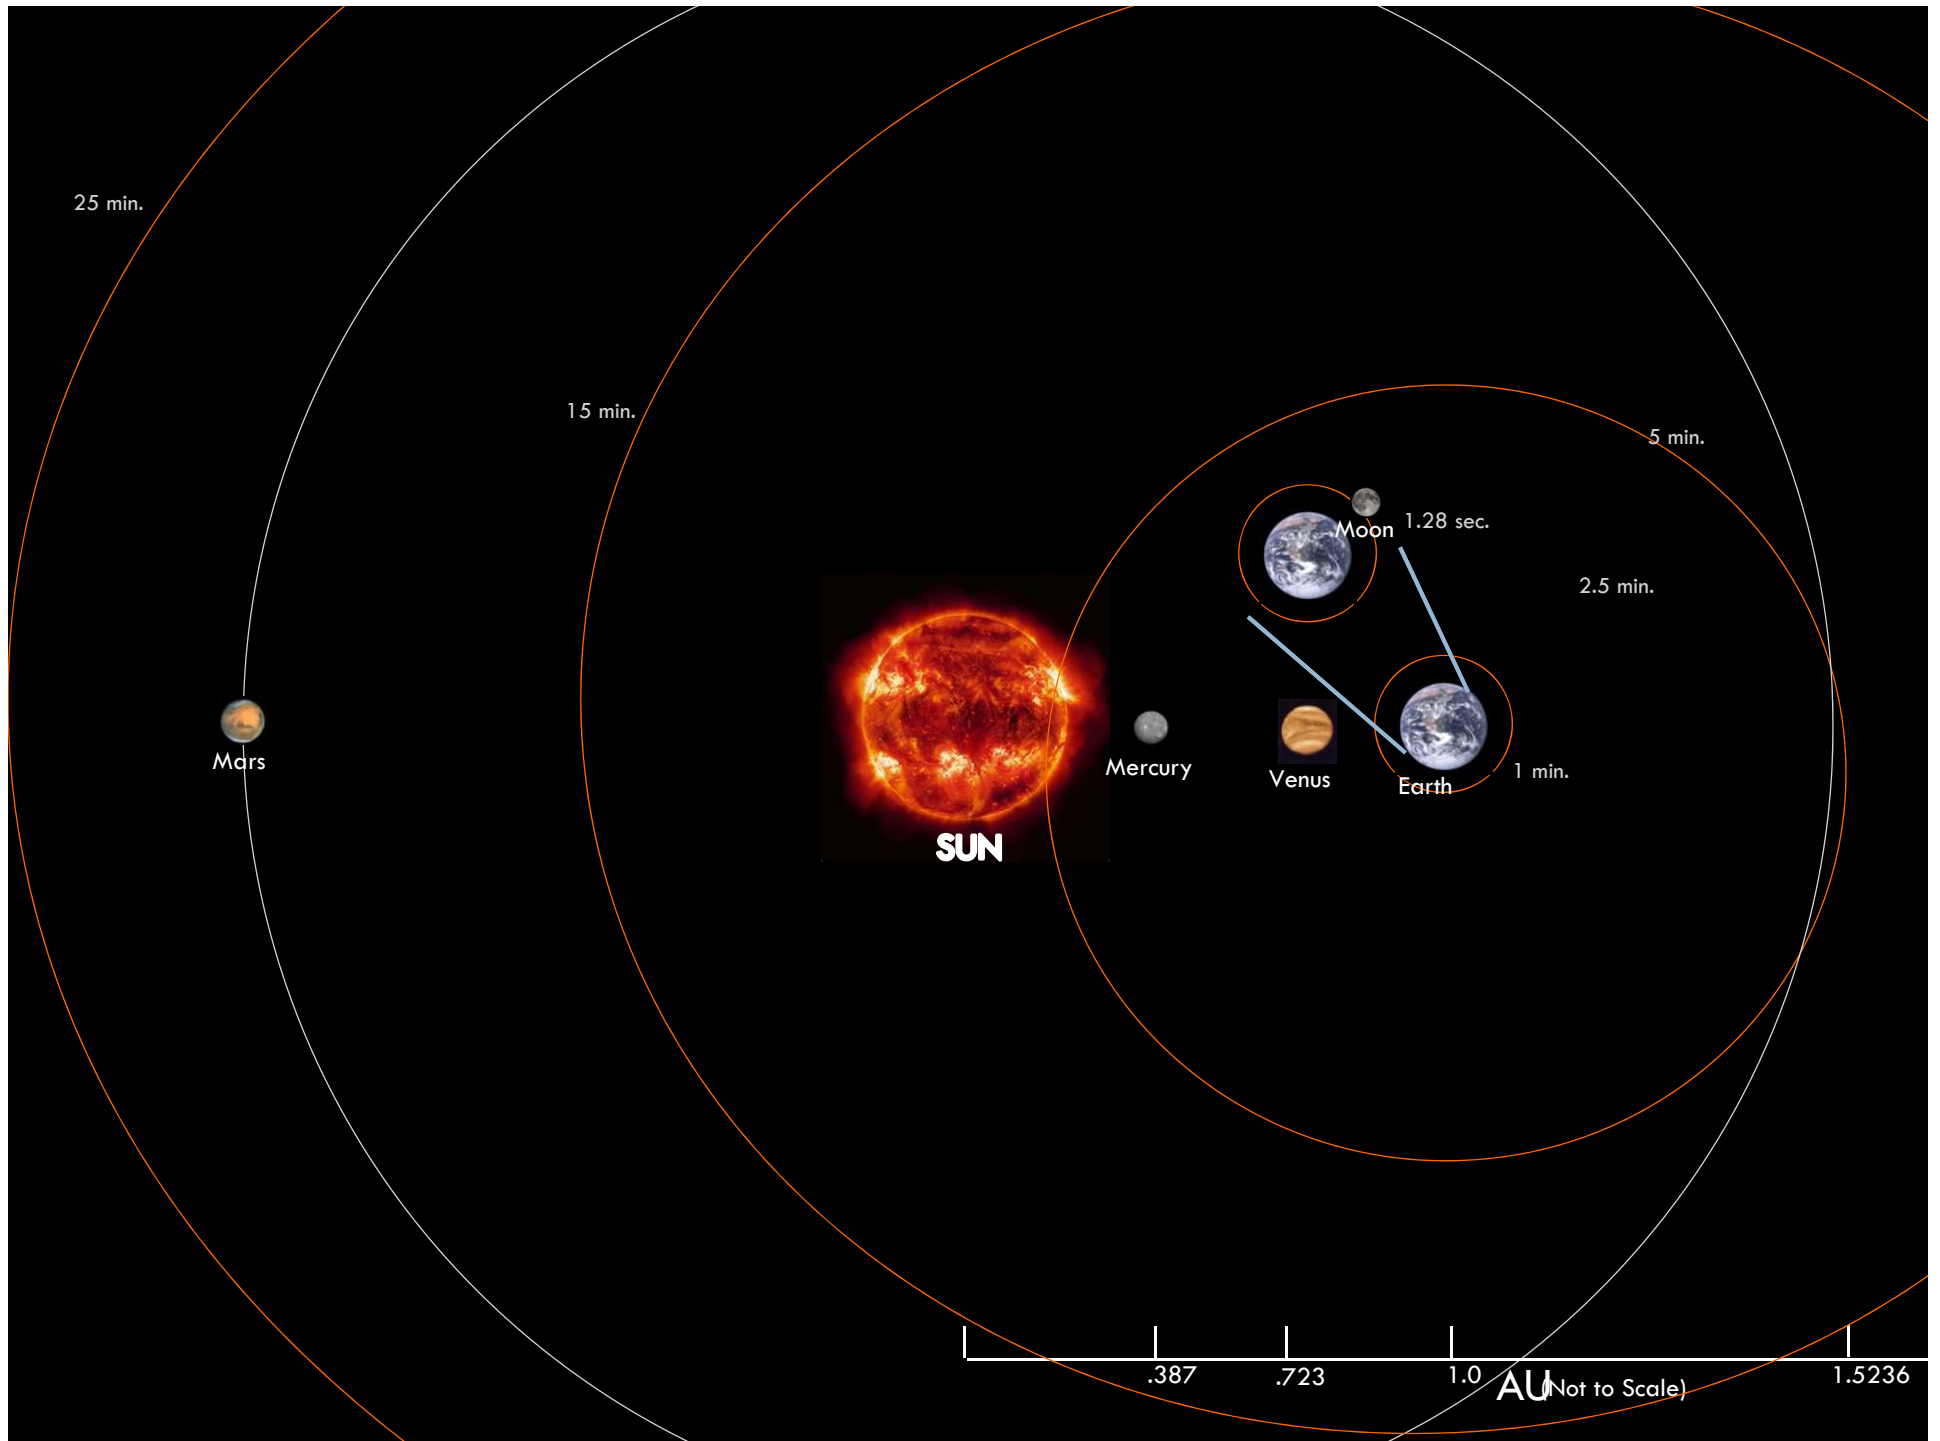 25 min.
15 min.
5 min.
1.28 sec.
Moon
2.5 min.
Mars
Mercury
Venus
Earth
1 min.
SUN
.387
.723
1.0
AU
(Not to Scale)
1.5236